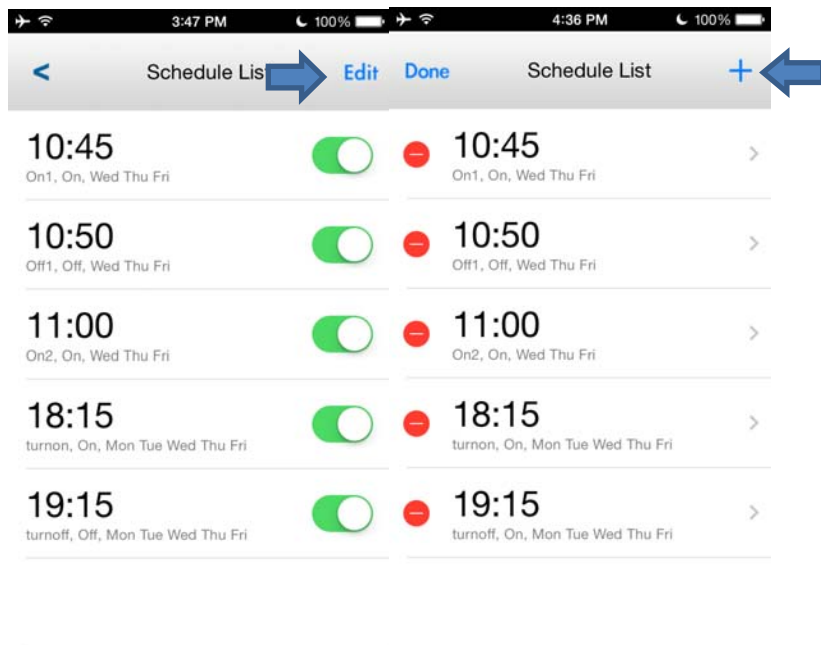 3:47 PM 100%
< Schedule Lis Edit
10:45
On1, On, Wed Thu Fri
10:50
Off1, Off, Wed Thu Fri
11:00
On2, On, Wed Thu Fri
18:15
turnon, On, Mon Tue Wed Thu Fri
19:15
turnoff, Off, Mon Tue Wed Thu Fri
4:36 PM 100%
Done Schedule List +
10:45
On1, On, Wed Thu Fri
10:50
Off1, Off, Wed Thu Fri
11:00
On2, On, Wed Thu Fri
18:15
turnon, On, Mon Tue Wed Thu Fri
19:15
turnoff, On, Mon Tue Wed Thu Fri